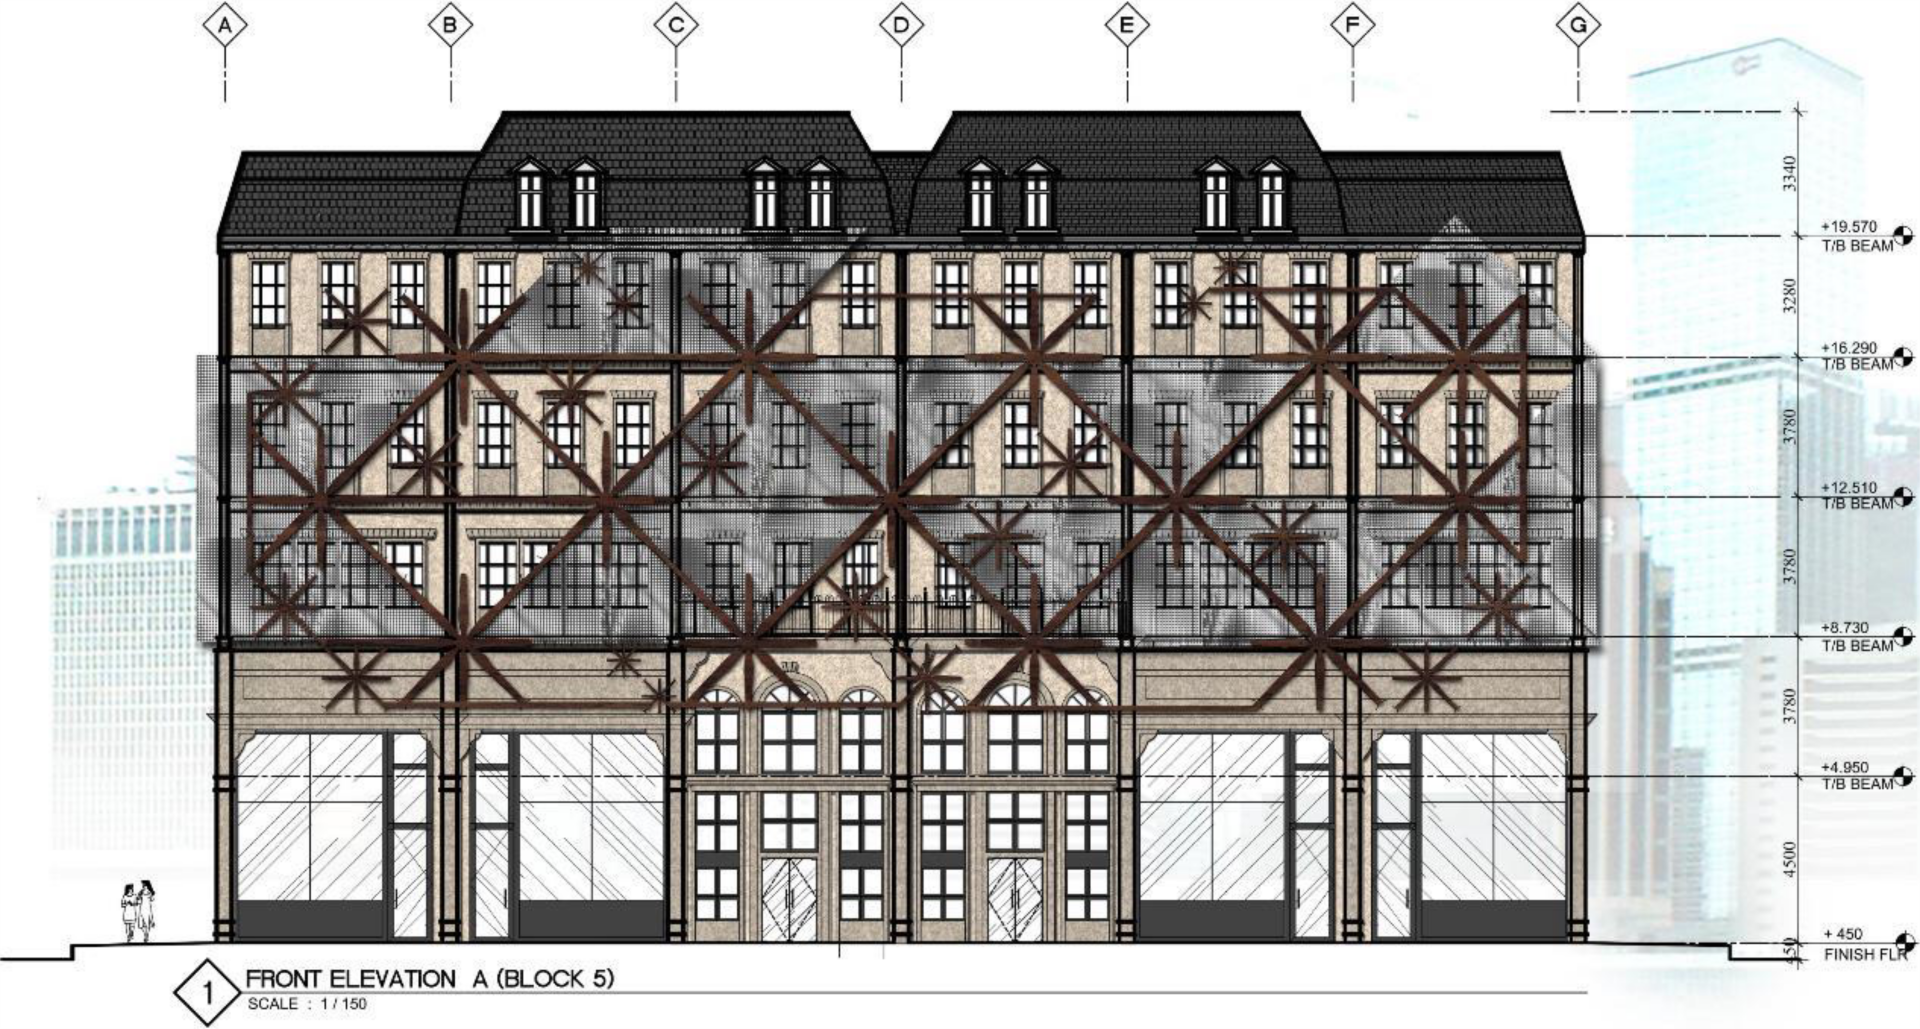 A B C D E F G
3340
+19.570
T/B BEAM
3280
+16.290
T/B BEAM
3780
+12.510
T/B BEAM
3780
+8.730
T/B BEAM
3780
+4.950
T/B BEAM
4500
+ 450
FINISH FLR
450
1
FRONT ELEVATION A (BLOCK 5)
SCALE : 1 / 150